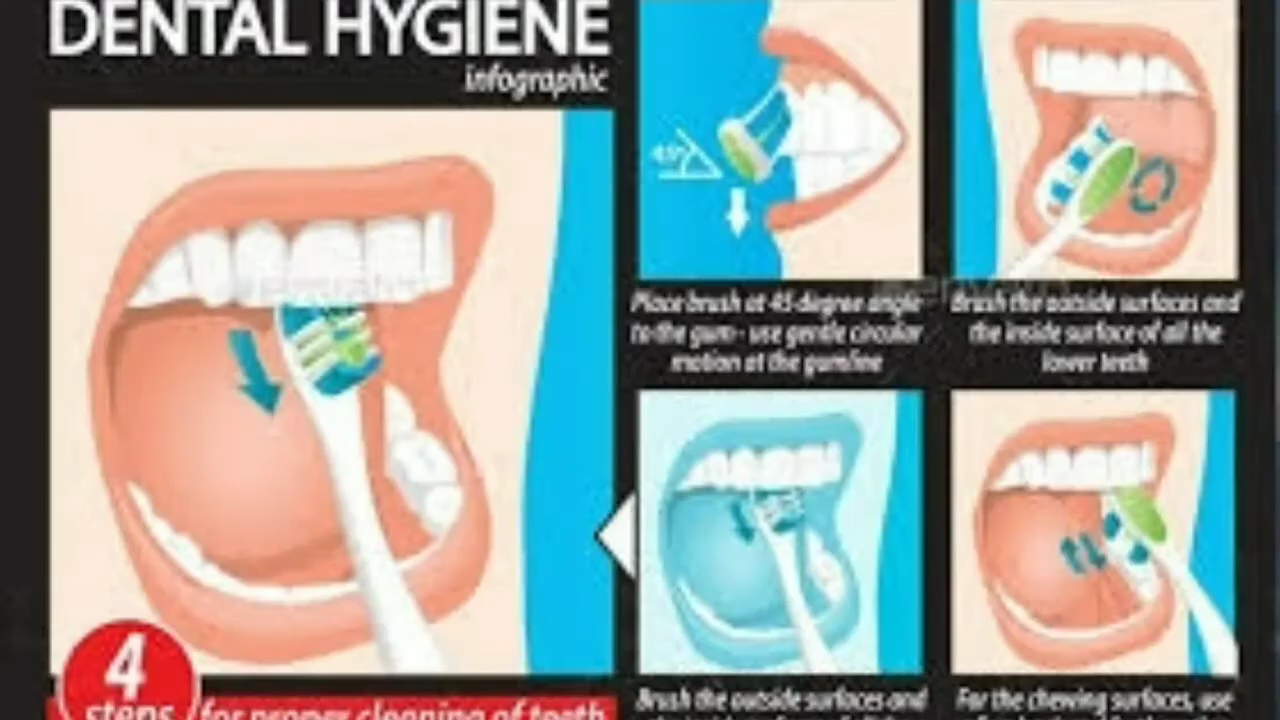 DENTAL HYGIENE
infographic
45°
Place brush at 45-degree angle
to the gum - use gentle circular
motion at the gumline
Brush the outside surfaces and
the inside surface of all the
lower teeth
Brush the outside surfaces and
For the chewing surfaces, use
4
steps
for proper cleaning of teeth